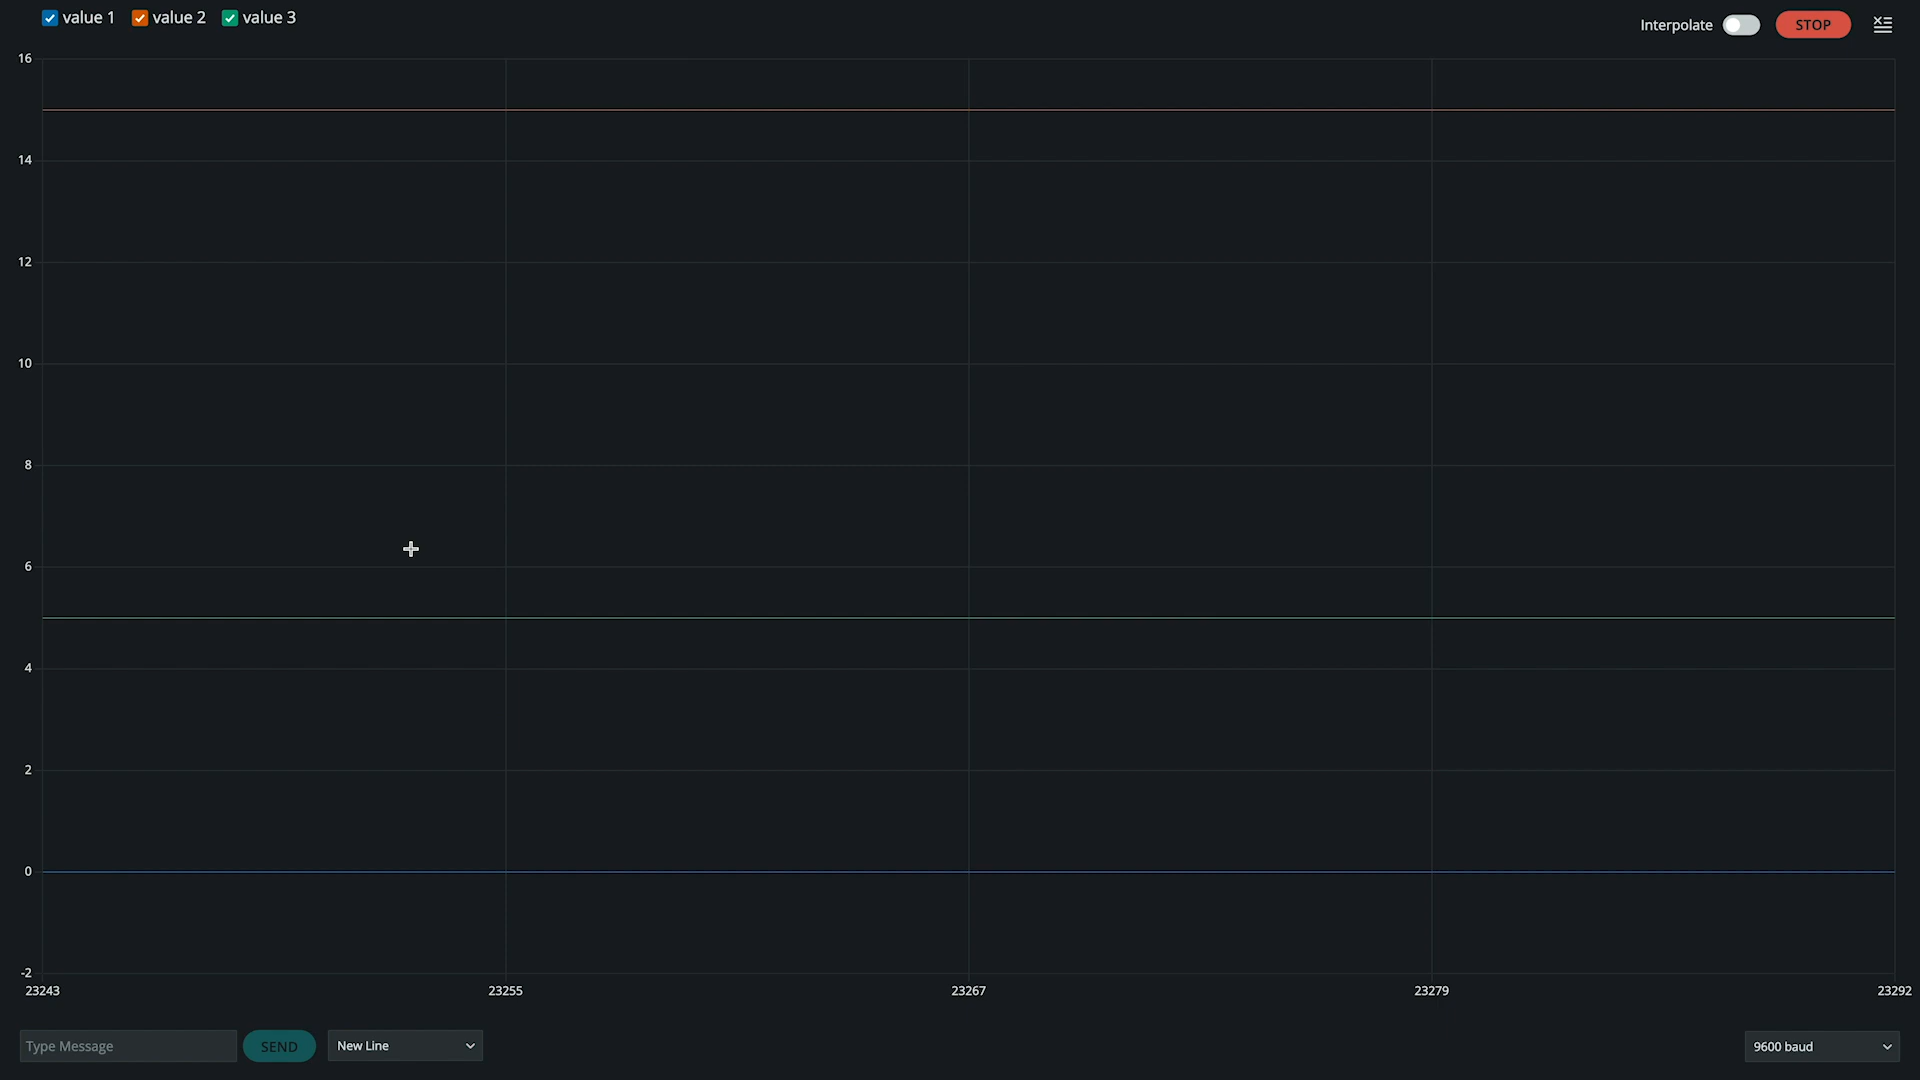 value 1 value 2 value 3
Interpolate STOP
16
14
12
10
8
6
4
2
0
-2
23243 23255 23267 23279 23292
Type Message SEND New Line 9600 baud